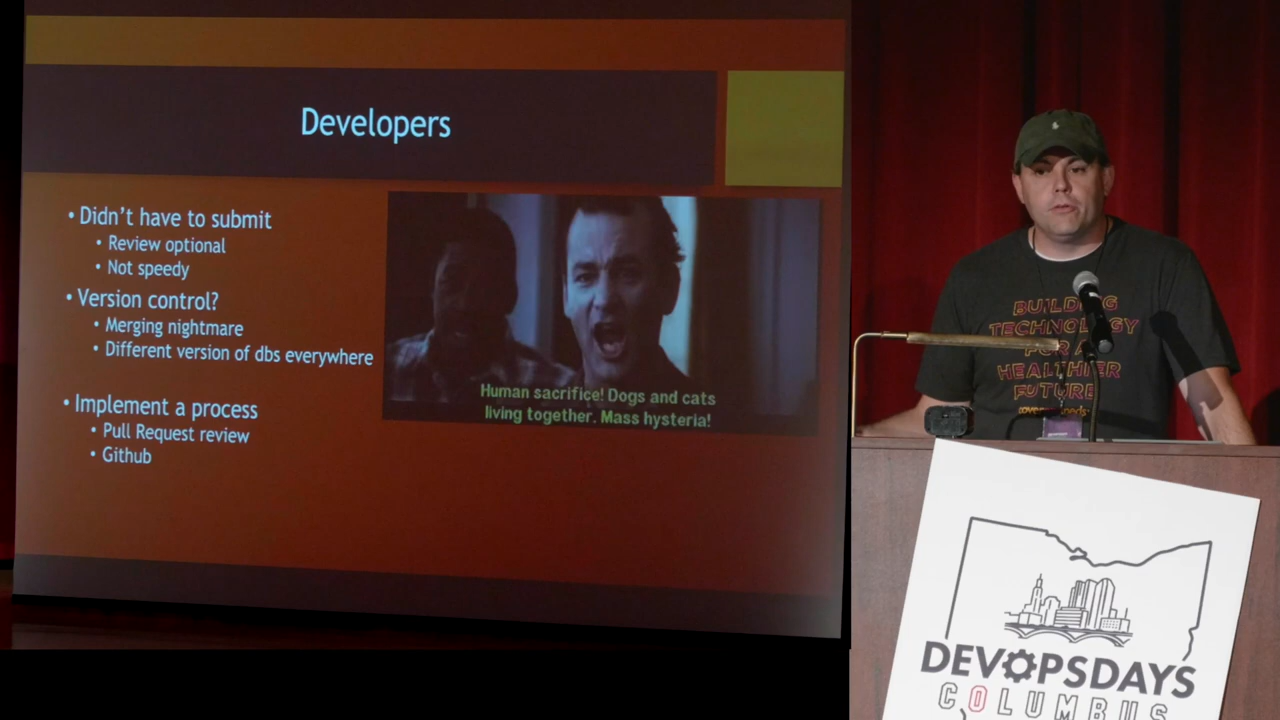 Developers
• Didn't have to submit
• Review optional
• Not speedy
• Version control?
• Merging nightmare
• Different version of dbs everywhere
• Implement a process
• Pull Request review
• Github
Human sacrifice! Dogs and cats
living together. Mass hysteria!
BUILDING
TECHNOLOGY
FOR A
HEALTHIER
FUTURE
DEVOPSDAYS
COLUMBUS